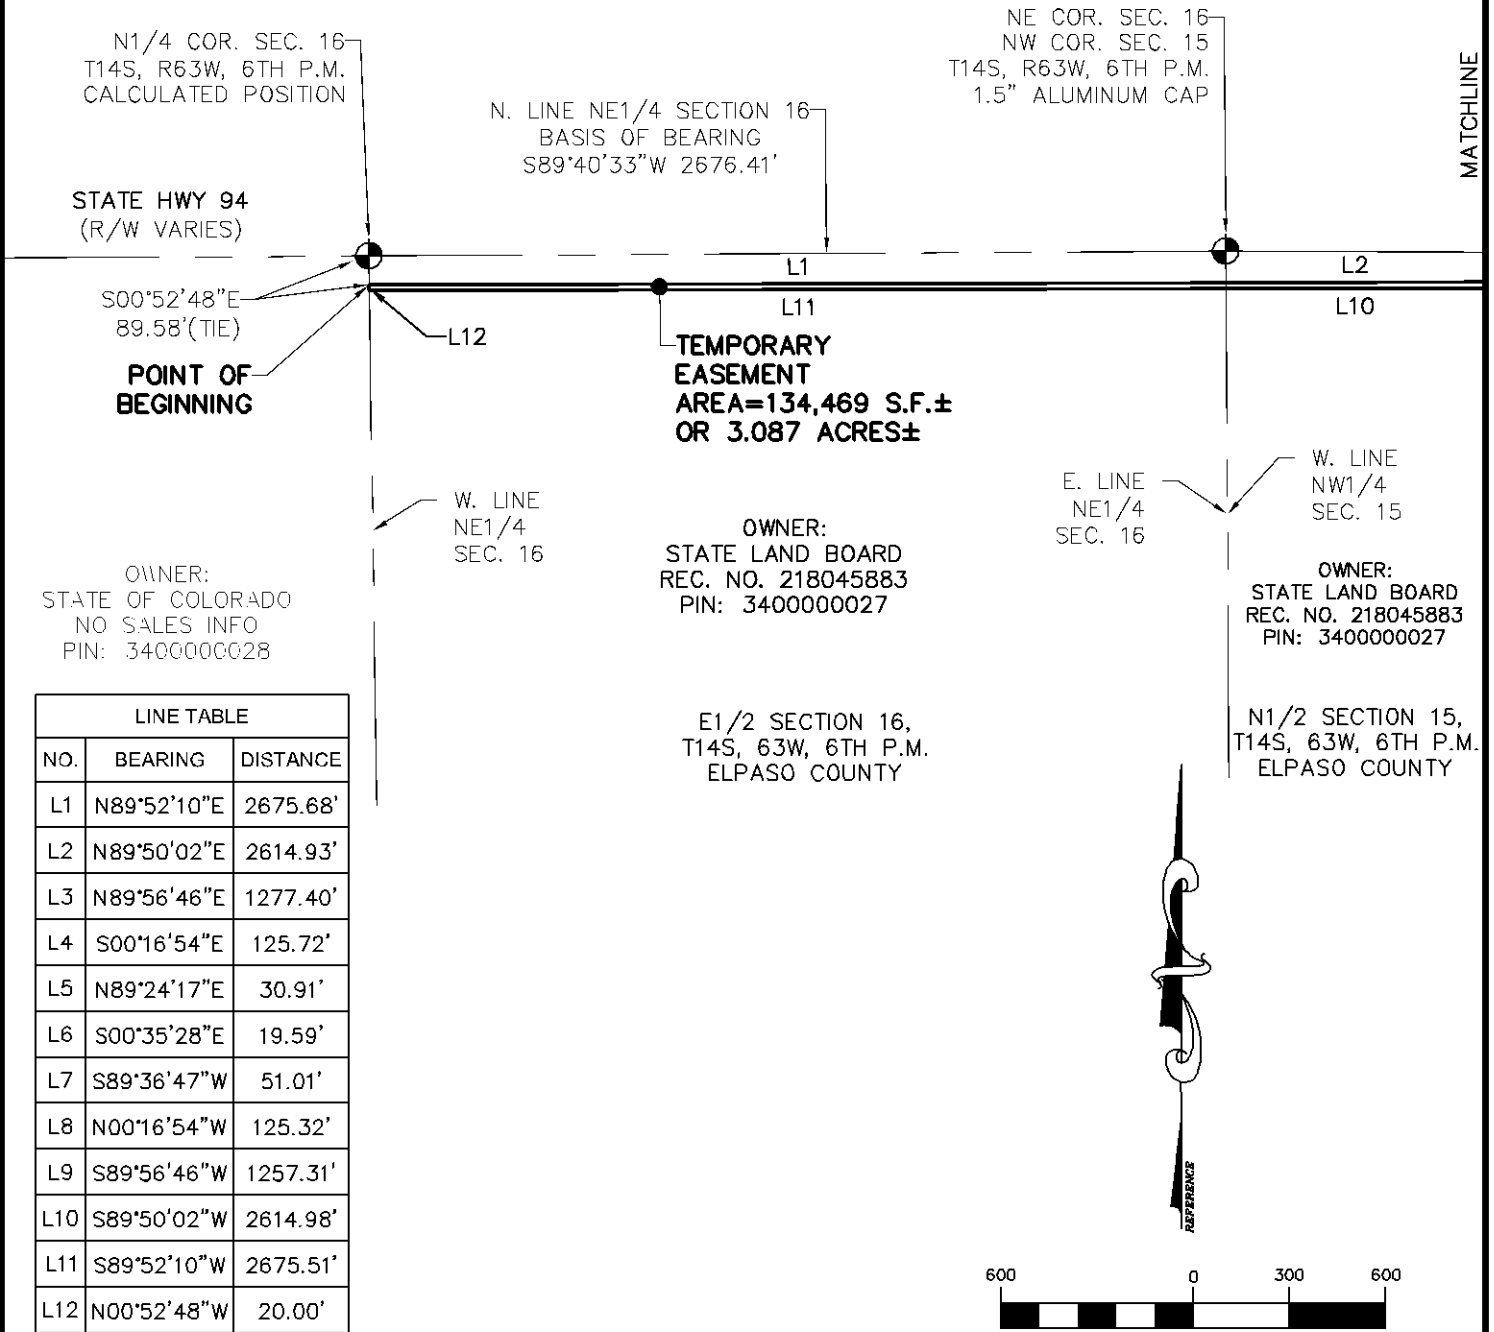 N1/4 COR. SEC. 16
T14S, R63W, 6TH P.M.
CALCULATED POSITION
NE COR. SEC. 16
NW COR. SEC. 15
T14S, R63W, 6TH P.M.
1.5" ALUMINUM CAP
MATCHLINE
N. LINE NE1/4 SECTION 16
BASIS OF BEARING
S89°40'33"W 2676.41'
STATE HWY 94
(R/W VARIES)
L1
L2
S00°52'48"E
89.58'(TIE)
L11
L10
L12
POINT OF
BEGINNING
TEMPORARY
EASEMENT
AREA=134,469 S.F.±
OR 3.087 ACRES±
W. LINE
NE1/4
SEC. 16
E. LINE
NE1/4
SEC. 16
W. LINE
NW1/4
SEC. 15
OWNER:
STATE OF COLORADO
NO SALES INFO
PIN: 3400000028
OWNER:
STATE LAND BOARD
REC. NO. 218045883
PIN: 3400000027
OWNER:
STATE LAND BOARD
REC. NO. 218045883
PIN: 3400000027
E1/2 SECTION 16,
T14S, 63W, 6TH P.M.
ELPASO COUNTY
N1/2 SECTION 15,
T14S, 63W, 6TH P.M.
ELPASO COUNTY
LINE TABLE
NO. BEARING DISTANCE
L1 N89°52'10"E 2675.68'
L2 N89°50'02"E 2614.93'
L3 N89°56'46"E 1277.40'
L4 S00°16'54"E 125.72'
L5 N89°24'17"E 30.91'
L6 S00°35'28"E 19.59'
L7 S89°36'47"W 51.01'
L8 N00°16'54"W 125.32'
L9 S89°56'46"W 1257.31'
L10 S89°50'02"W 2614.98'
L11 S89°52'10"W 2675.51'
L12 N00°52'48"W 20.00'
REFERENCE
600 0 300 600